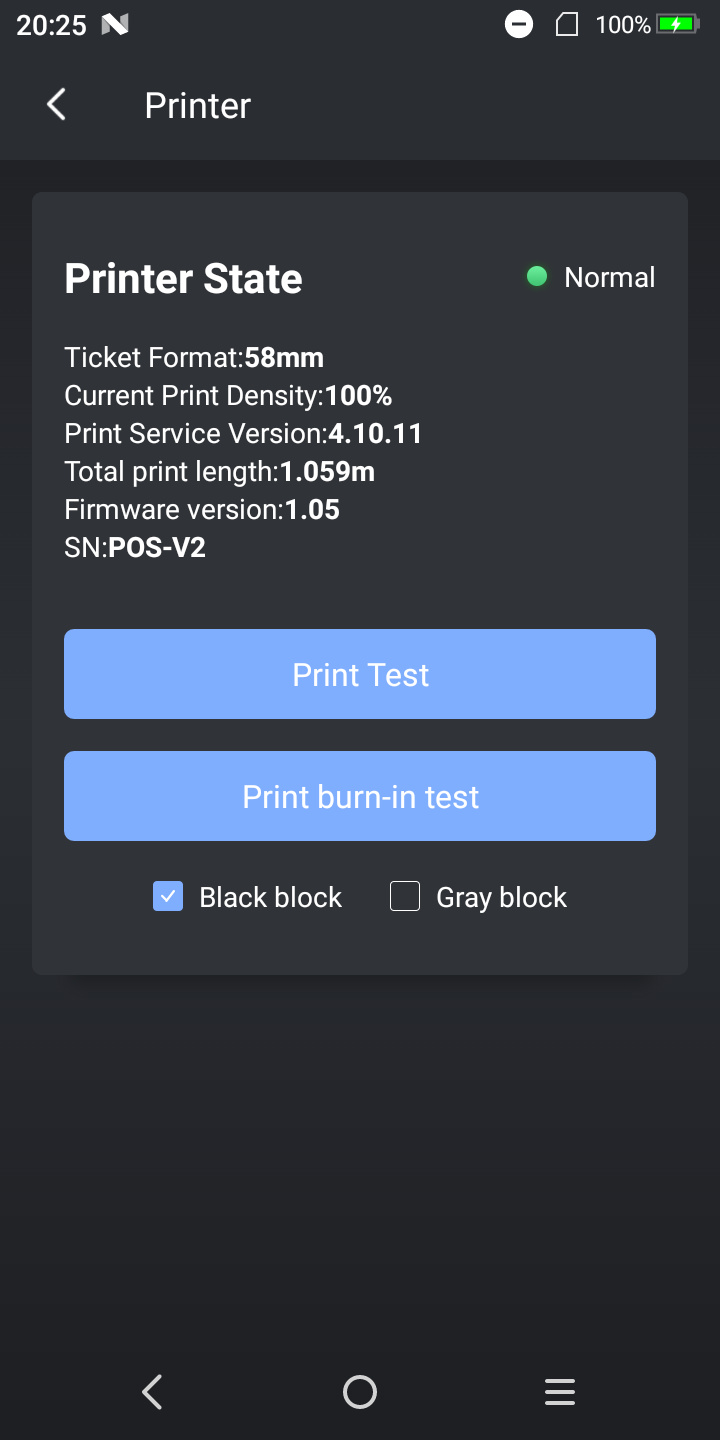 20:25 100%
Printer
Printer State
Normal
Ticket Format:58mm
Current Print Density:100%
Print Service Version:4.10.11
Total print length:1.059m
Firmware version:1.05
SN:POS-V2
Print Test
Print burn-in test
Black block Gray block